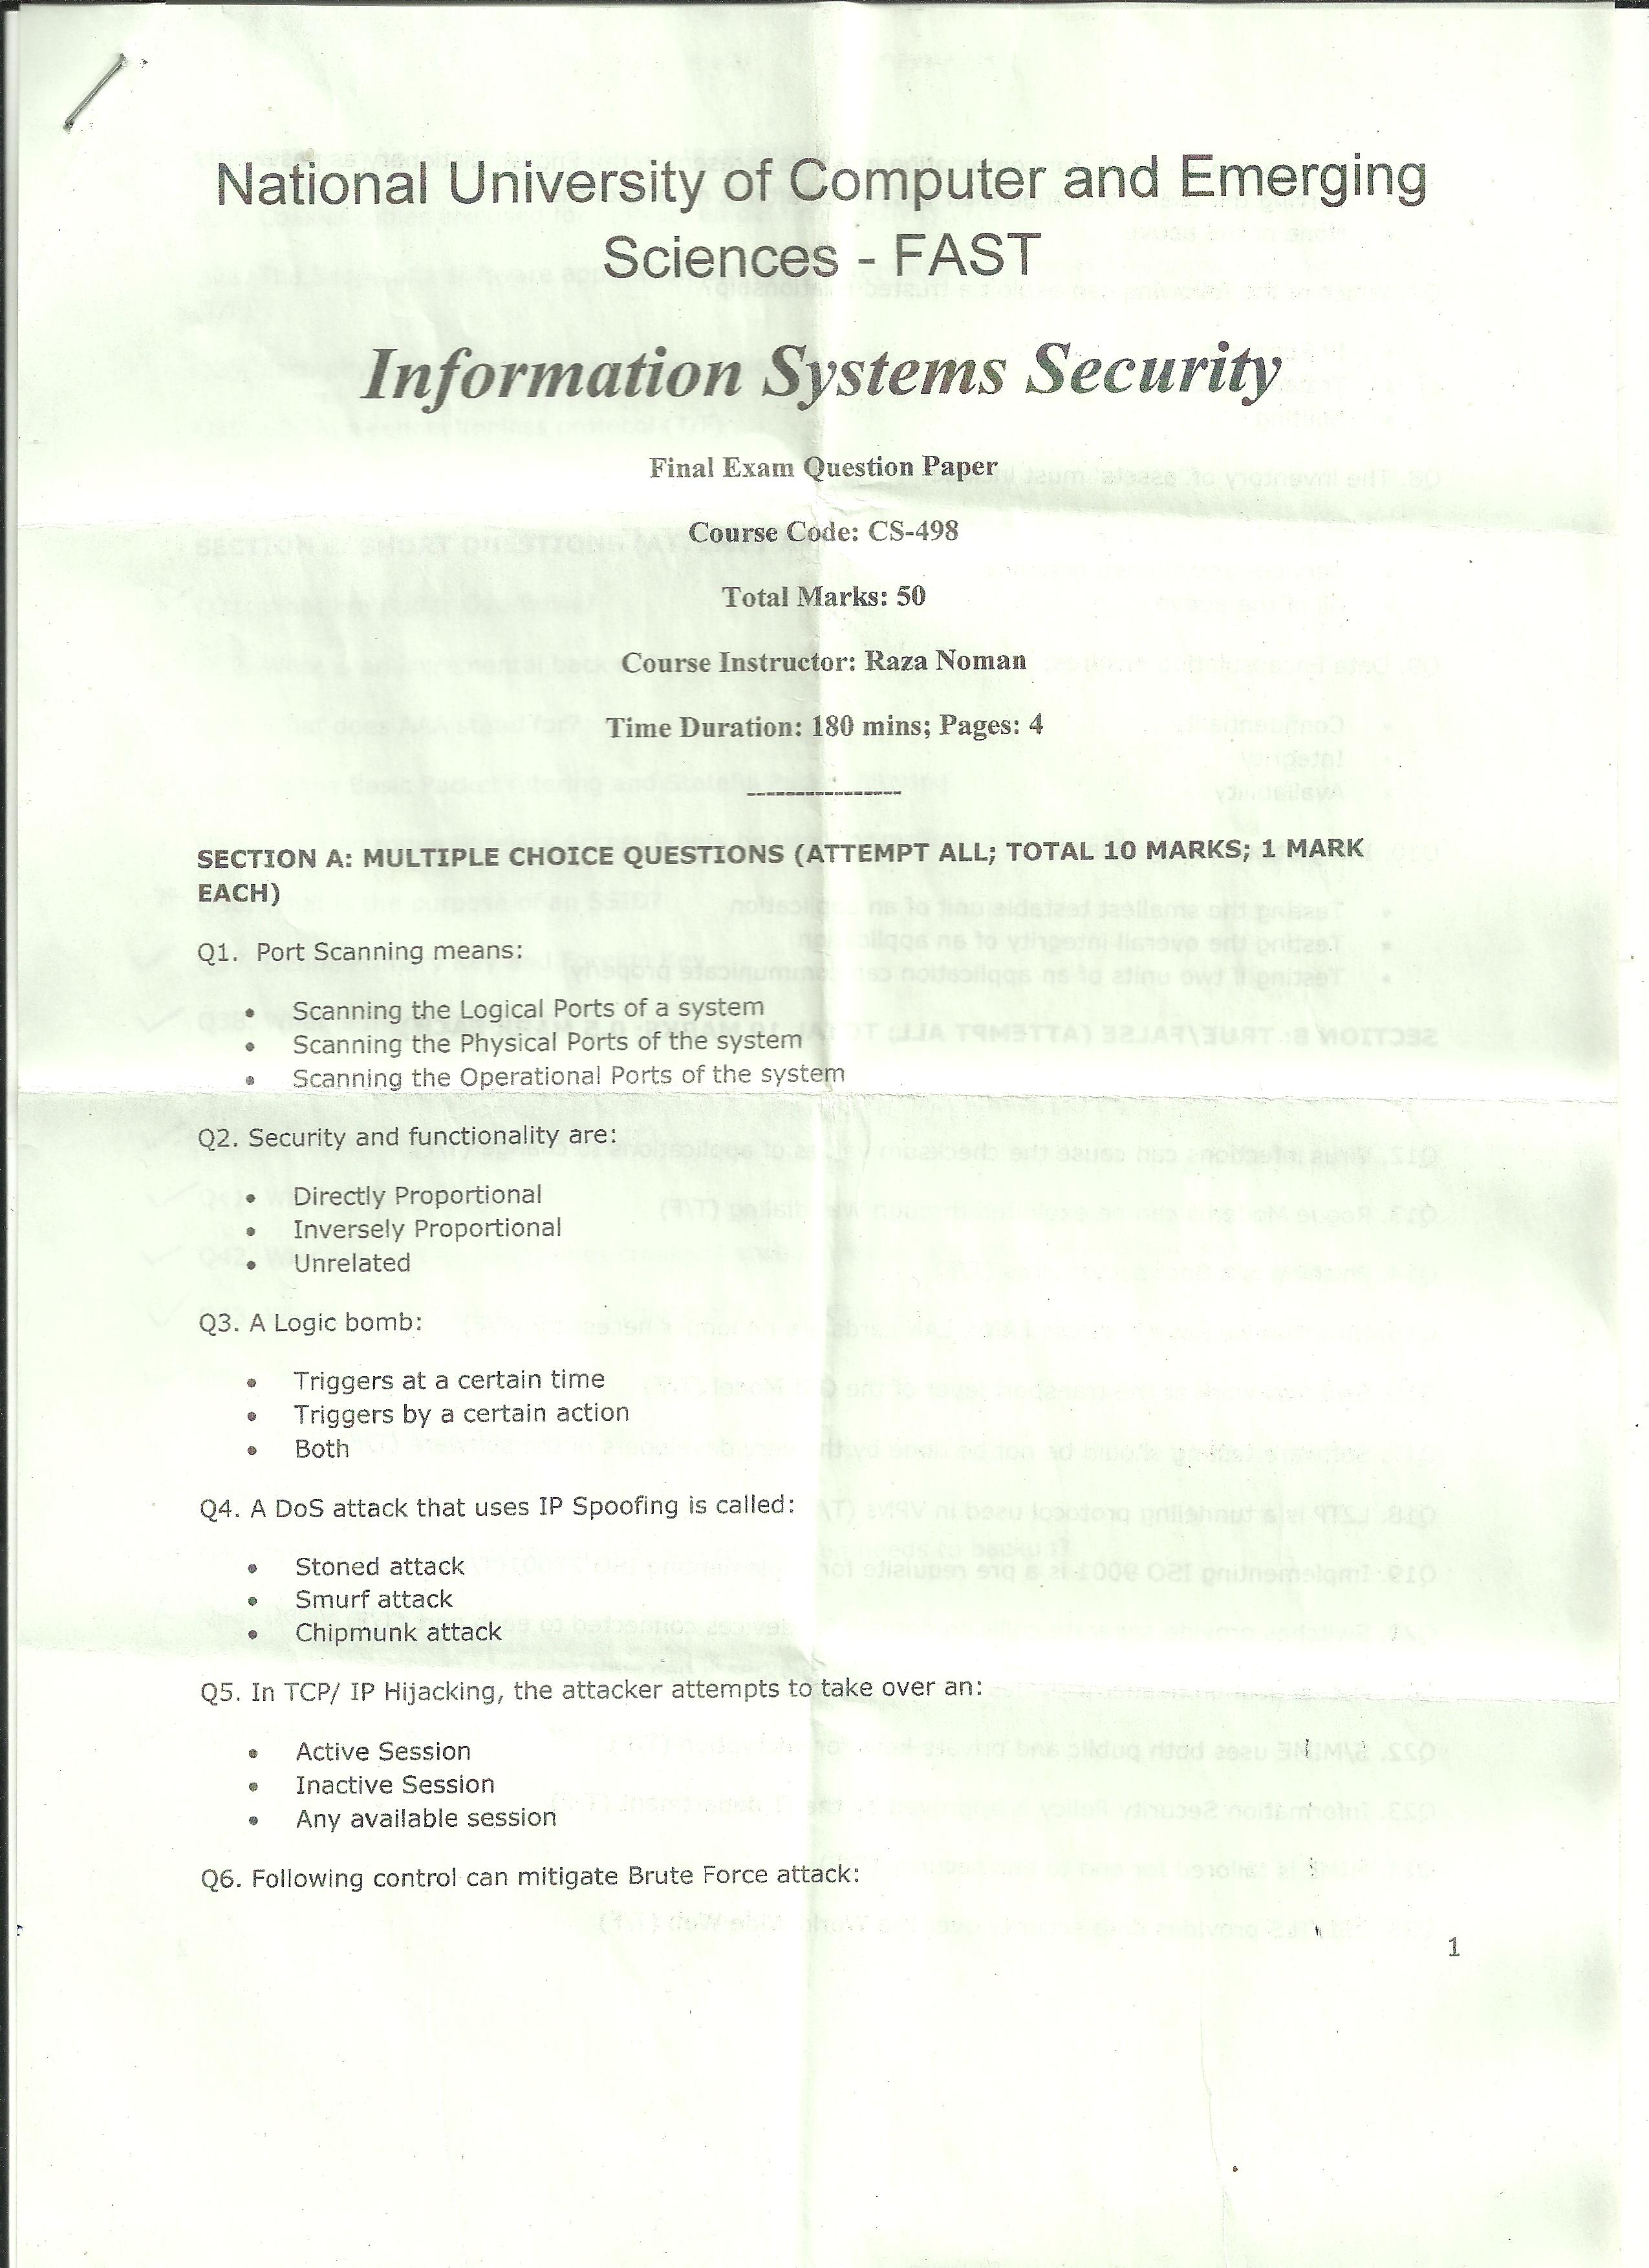 National University of Computer and Emerging
Sciences - FAST
Information Systems Security
Final Exam Question Paper
Course Code: CS-498
Total Marks: 50
Course Instructor: Raza Noman
Time Duration: 180 mins; Pages: 4
---------------
SECTION A: MULTIPLE CHOICE QUESTIONS (ATTEMPT ALL; TOTAL 10 MARKS; 1 MARK
EACH)
Q1. Port Scanning means:
• Scanning the Logical Ports of a system
• Scanning the Physical Ports of the system
• Scanning the Operational Ports of the system
Q2. Security and functionality are:
• Directly Proportional
• Inversely Proportional
• Unrelated
Q3. A Logic bomb:
• Triggers at a certain time
• Triggers by a certain action
• Both
Q4. A DoS attack that uses IP Spoofing is called:
• Stoned attack
• Smurf attack
• Chipmunk attack
Q5. In TCP/ IP Hijacking, the attacker attempts to take over an:
• Active Session
• Inactive Session
• Any available session
Q6. Following control can mitigate Brute Force attack:
1